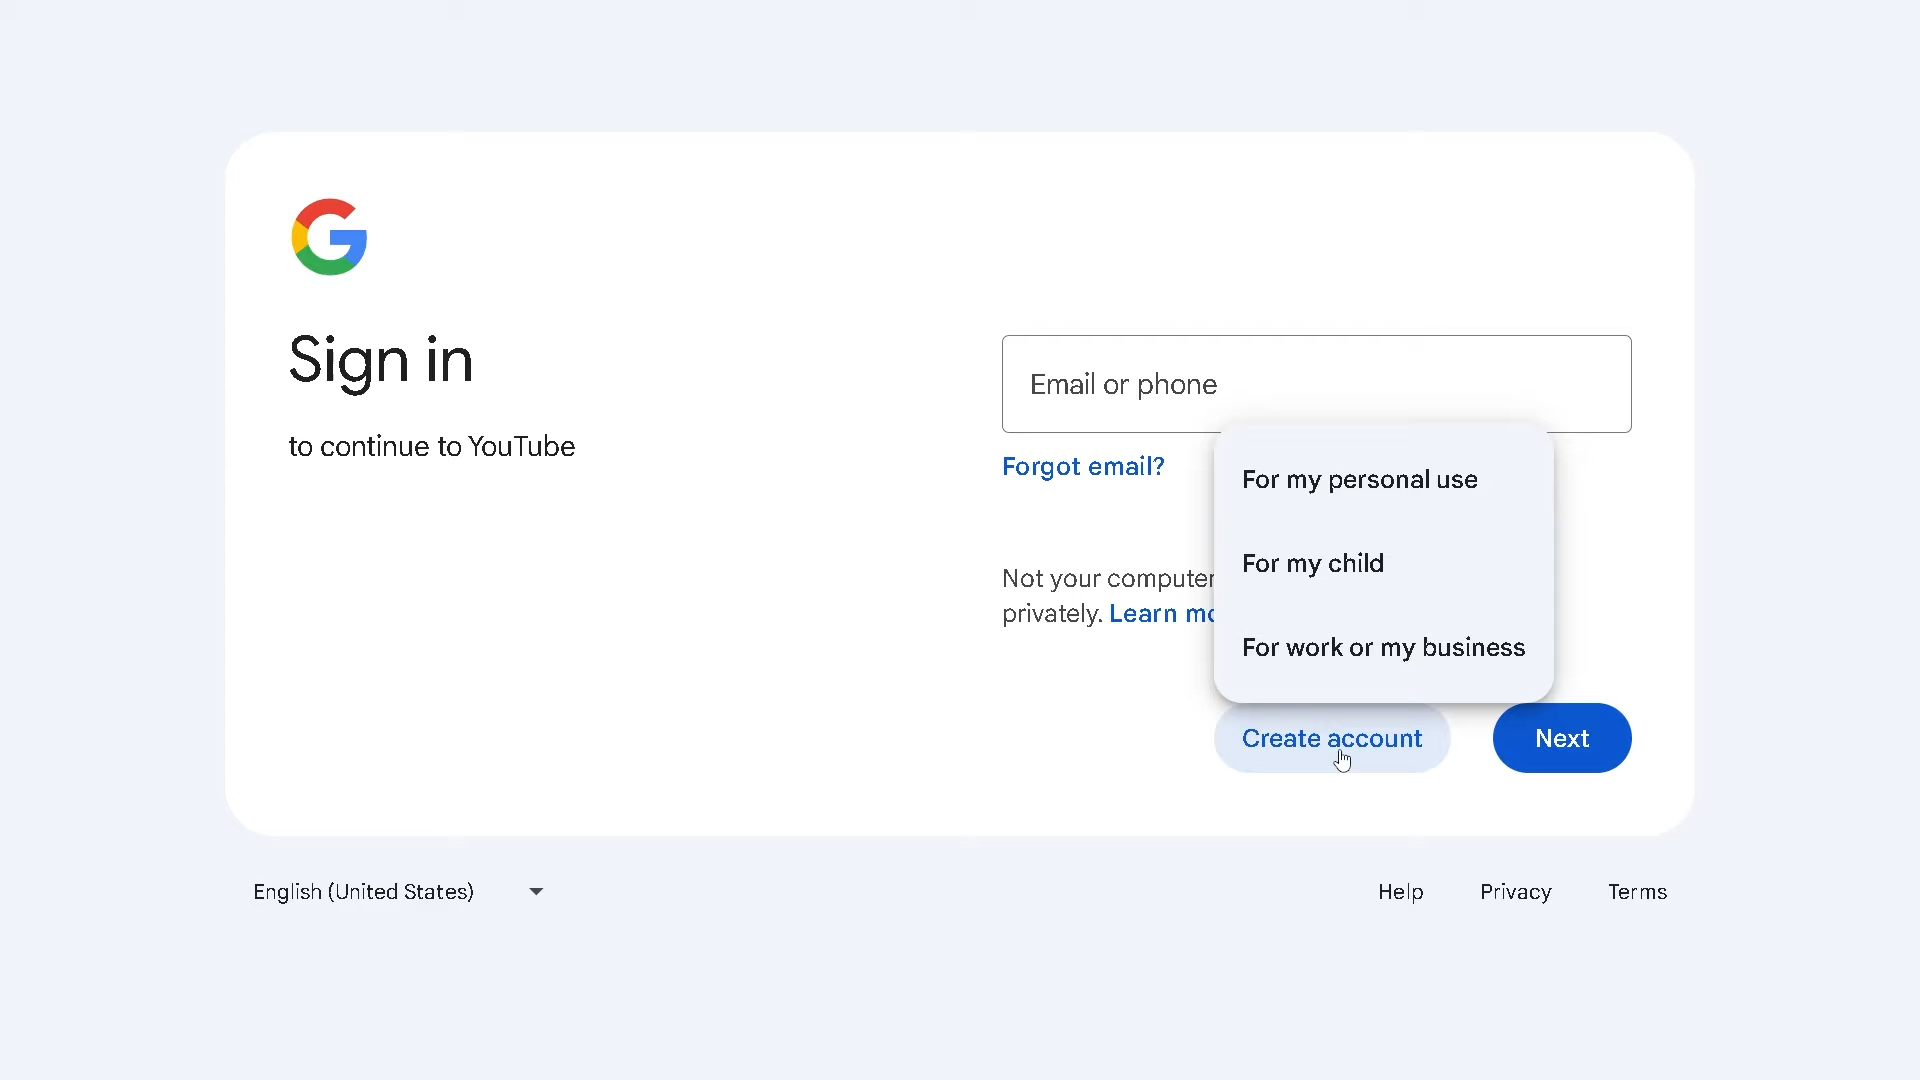 Sign in
to continue to YouTube
Email or phone
Forgot email?
Not your computer
privately. Learn
For my personal use
For my child
For work or my business
Create account
Next
English (United States)
Help
Privacy
Terms